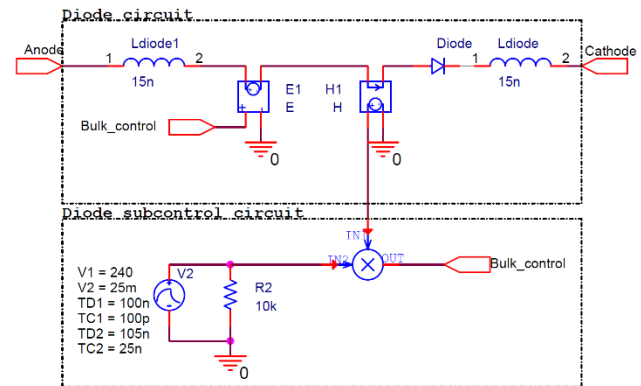 Diode circuit
Anode
Ldiode1
Diode
Ldiode
Cathode
1
2
1
2
15n
E1
H1
15n
E
H
Bulk_control
0
0
Diode subcontrol circuit
IN1
IN2
OUT
Bulk_control
V1 = 240
V2 = 25m
TD1 = 100n
TC1 = 100p
TD2 = 105n
TC2 = 25n
V2
R2
10k
0